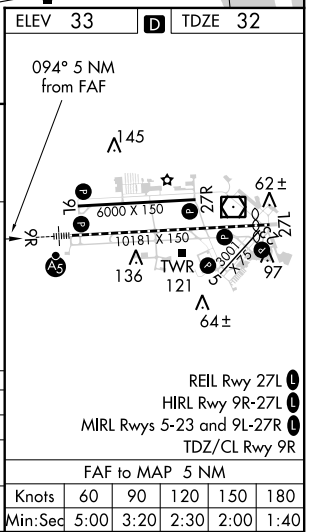 ELEV 33 D TDZE 32
094° 5 NM
from FAF
145
P
9L
6000 X 150
P
27R
62±
P
9R
10181 X 150
P
27L
A5
136
TWR
121
P
5
3001
X 75
23
P
97
64±
REIL Rwy 27L L
HIRL Rwy 9R-27L L
MIRL Rwys 5-23 and 9L-27R L
TDZ/CL Rwy 9R
FAF to MAP 5 NM
Knots 60 90 120 150 180
Min:Sec 5:00 3:20 2:30 2:00 1:40